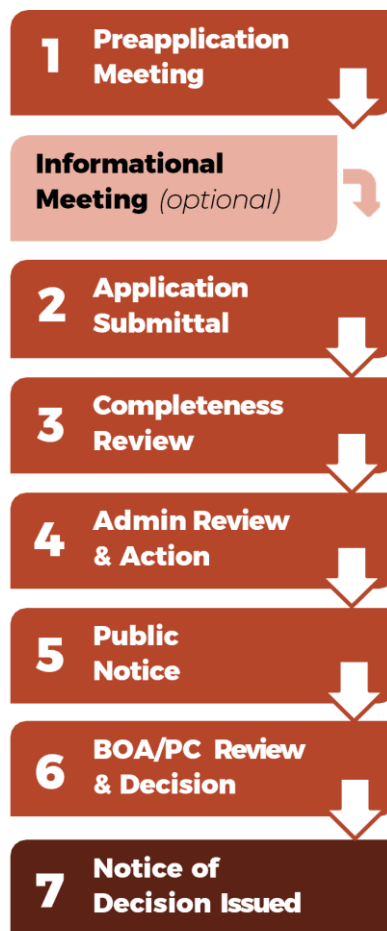 1 Preapplication
Meeting
Informational
Meeting (optional)
2 Application
Submittal
3 Completeness
Review
4 Admin Review
& Action
5 Public
Notice
6 BOA/PC Review
& Decision
7 Notice of
Decision Issued